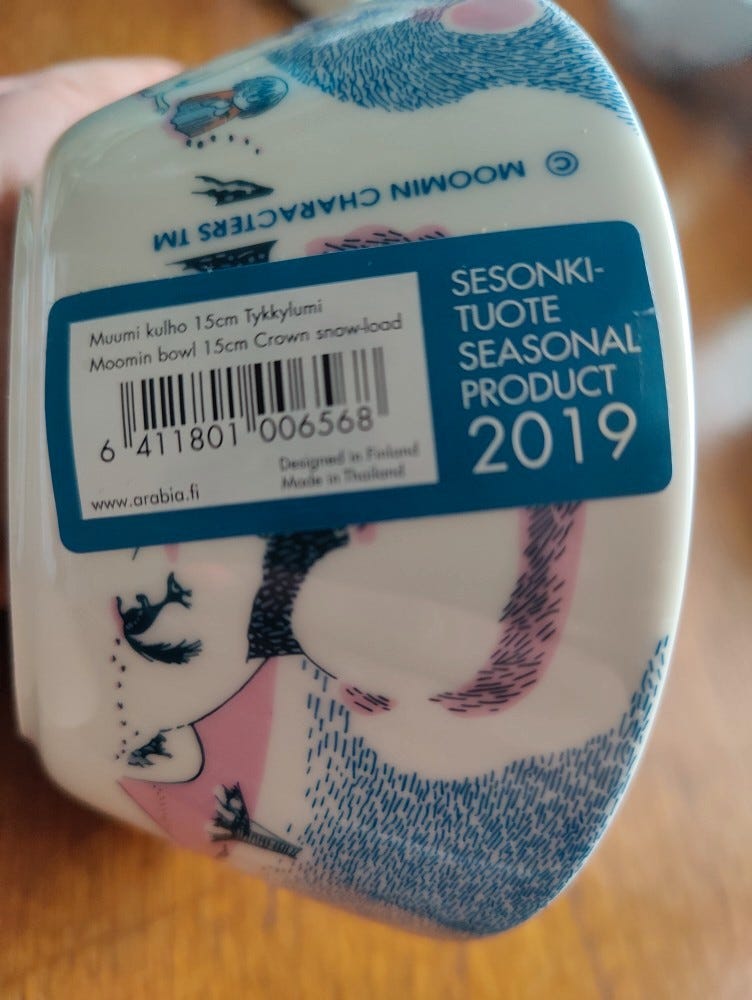 © MOOMIN CHARACTERS TM
Muumi kulho 15cm Tykkylumi
Moomin bowl 15cm Crown snow-load
6 411801 006568
Designed in Finland
Made in Thailand
www.arabia.fi
SESONKI-
TUOTE
SEASONAL
PRODUCT
2019